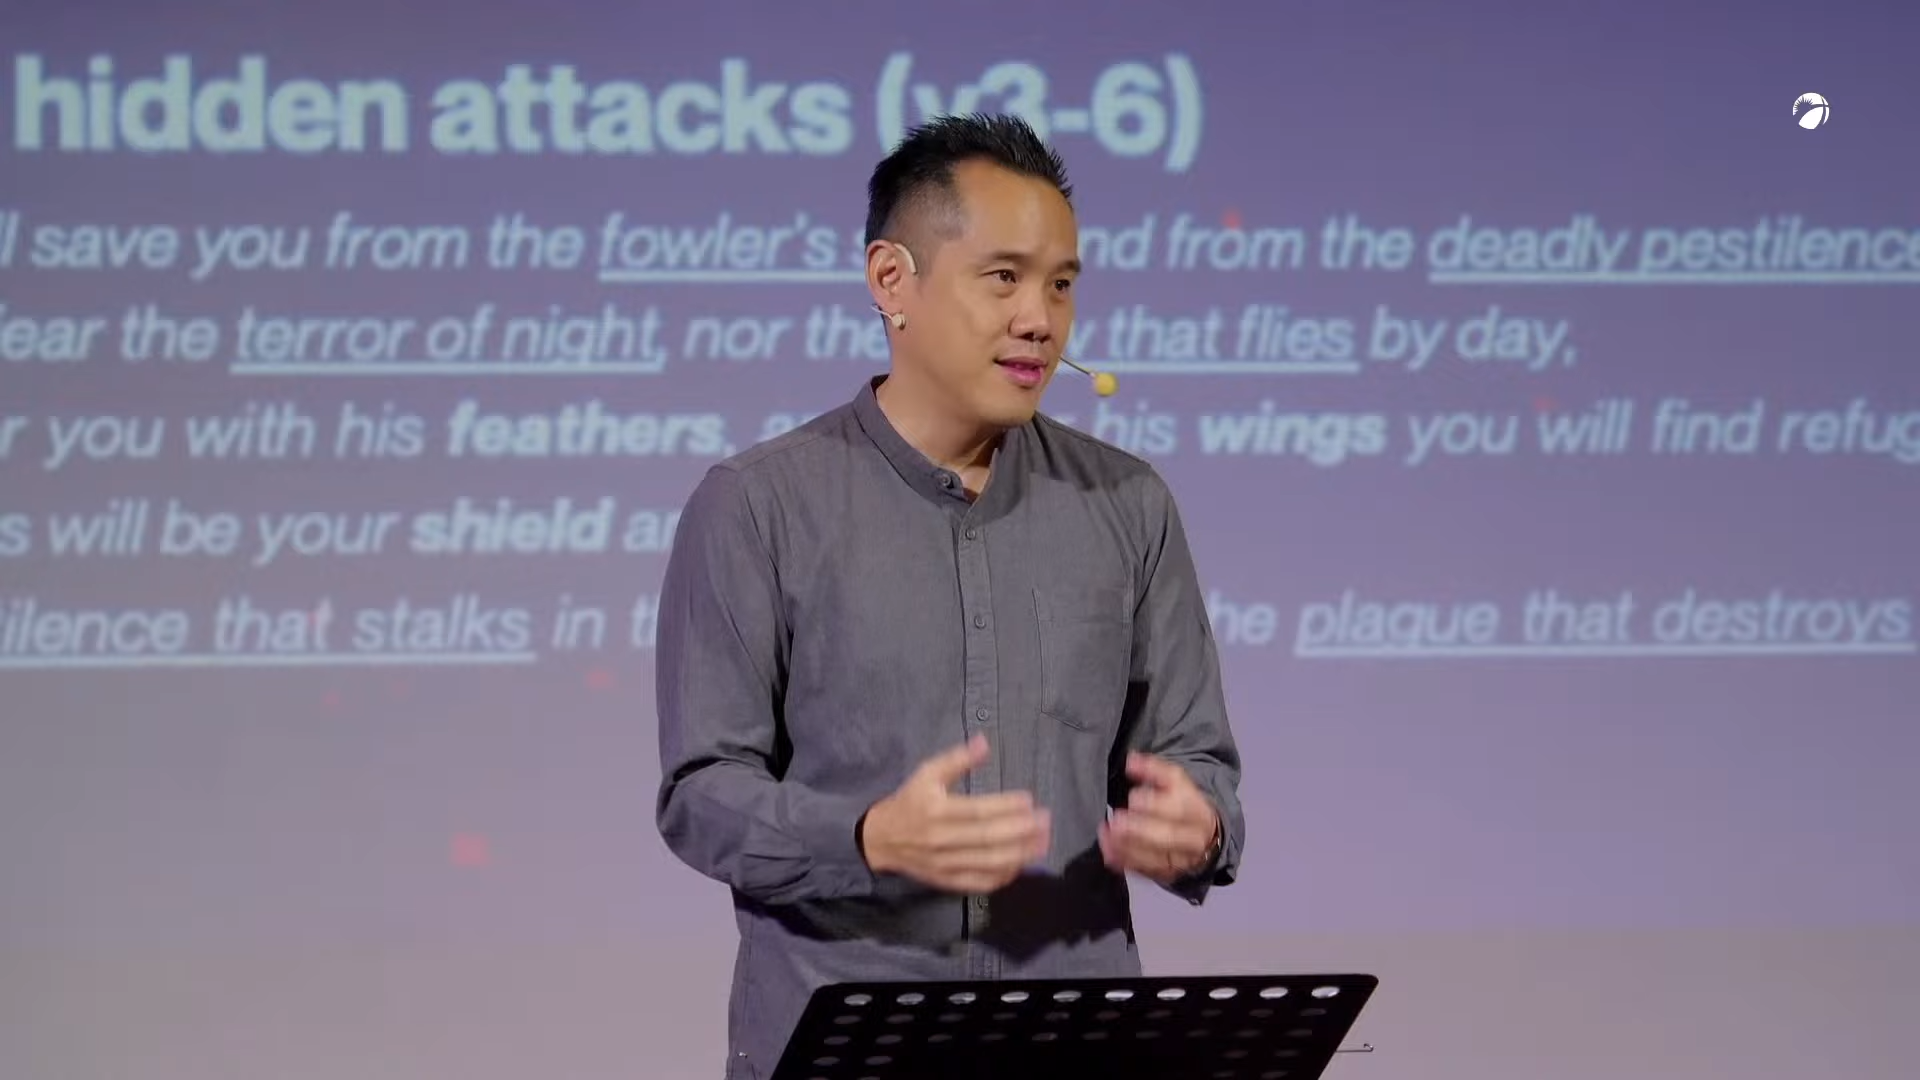 hidden attacks (v3-6)
save you from the fowler's and from the deadly pestilence
fear the terror of night, nor the that flies by day,
you with his feathers, his wings you will find
will be your shield
that stalks in the plague that destroys